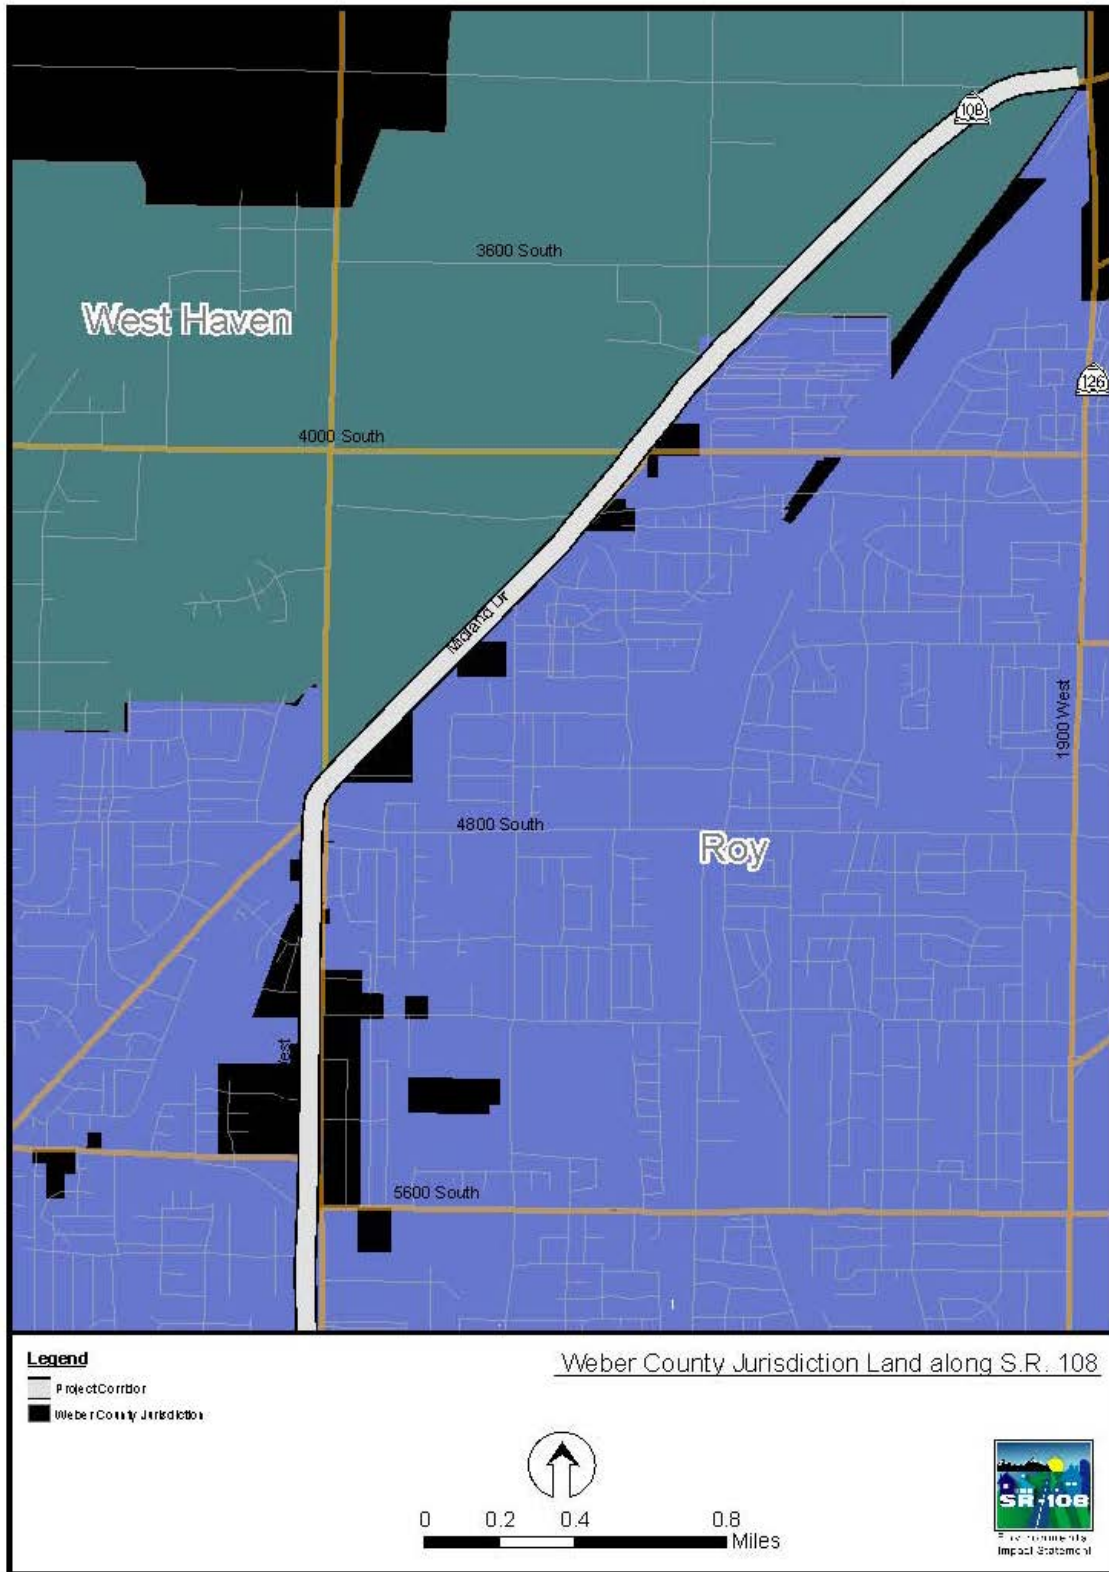 108
3600 South
West Haven
126
4000 South
Midland Dr
1900 West
4800 South
Roy
5600 South
Legend
Project Corridor
Weber County Jurisdiction
Weber County Jurisdiction Land along S.R. 108
0 0.2 0.4 0.8
Miles
SR-108
Environmental
Impact Statement